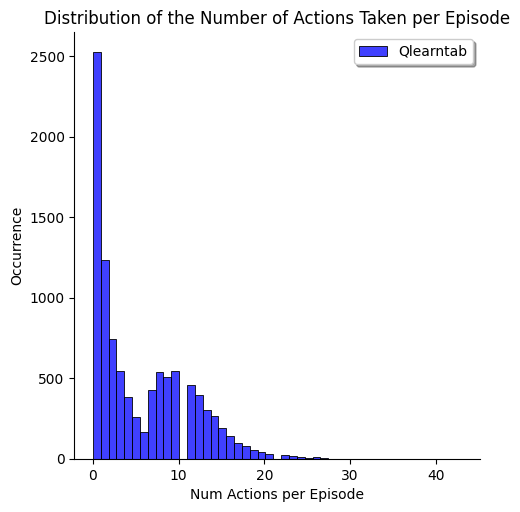 Distribution of the Number of Actions Taken per Episode
Qlearntab
2500
2000
1500
1000
500
0
Occurrence
0 10 20 30 40
Num Actions per Episode